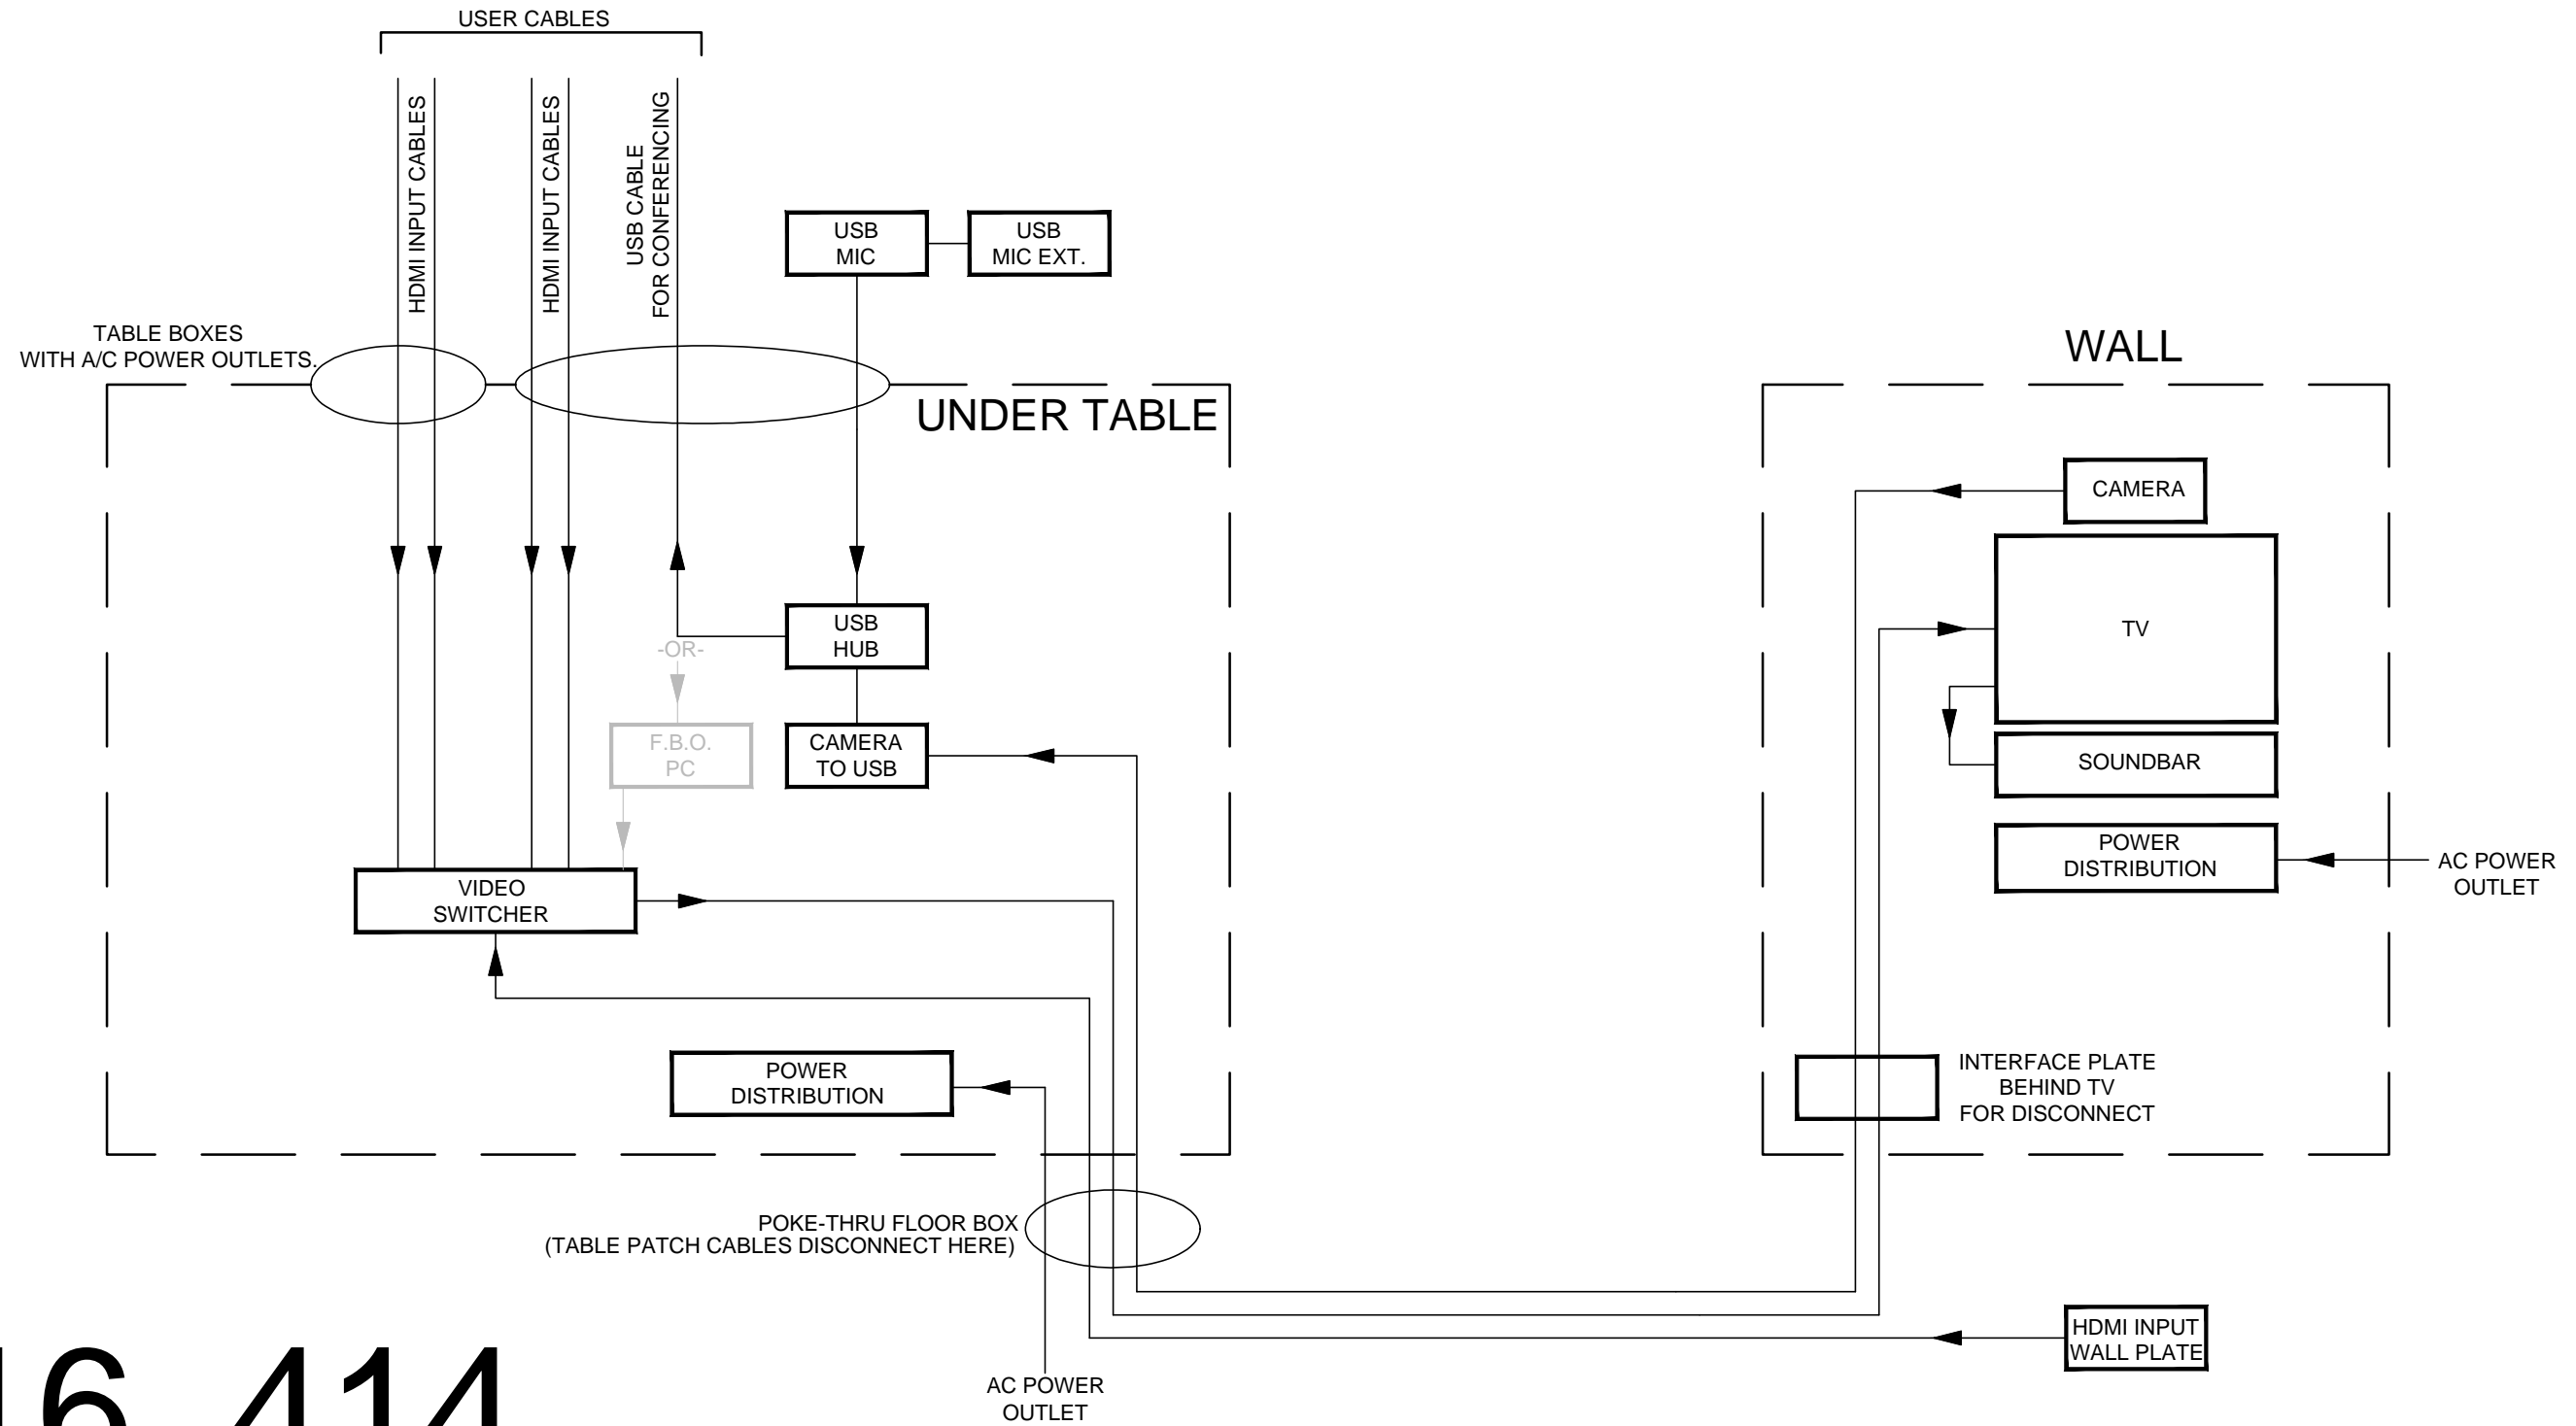 USER CABLES
HDMI INPUT CABLES
HDMI INPUT CABLES
USB CABLE
FOR CONFERENCING
USB
MIC
USB
MIC EXT.
TABLE BOXES
WITH A/C POWER OUTLETS.
UNDER TABLE
WALL
CAMERA
TV
USB
HUB
-OR-
F.B.O.
PC
CAMERA
TO USB
SOUNDBAR
POWER
DISTRIBUTION
AC POWER
OUTLET
VIDEO
SWITCHER
POWER
DISTRIBUTION
INTERFACE PLATE
BEHIND TV
FOR DISCONNECT
POKE-THRU FLOOR BOX
(TABLE PATCH CABLES DISCONNECT HERE)
HDMI INPUT
WALL PLATE
AC POWER
OUTLET
16, 414